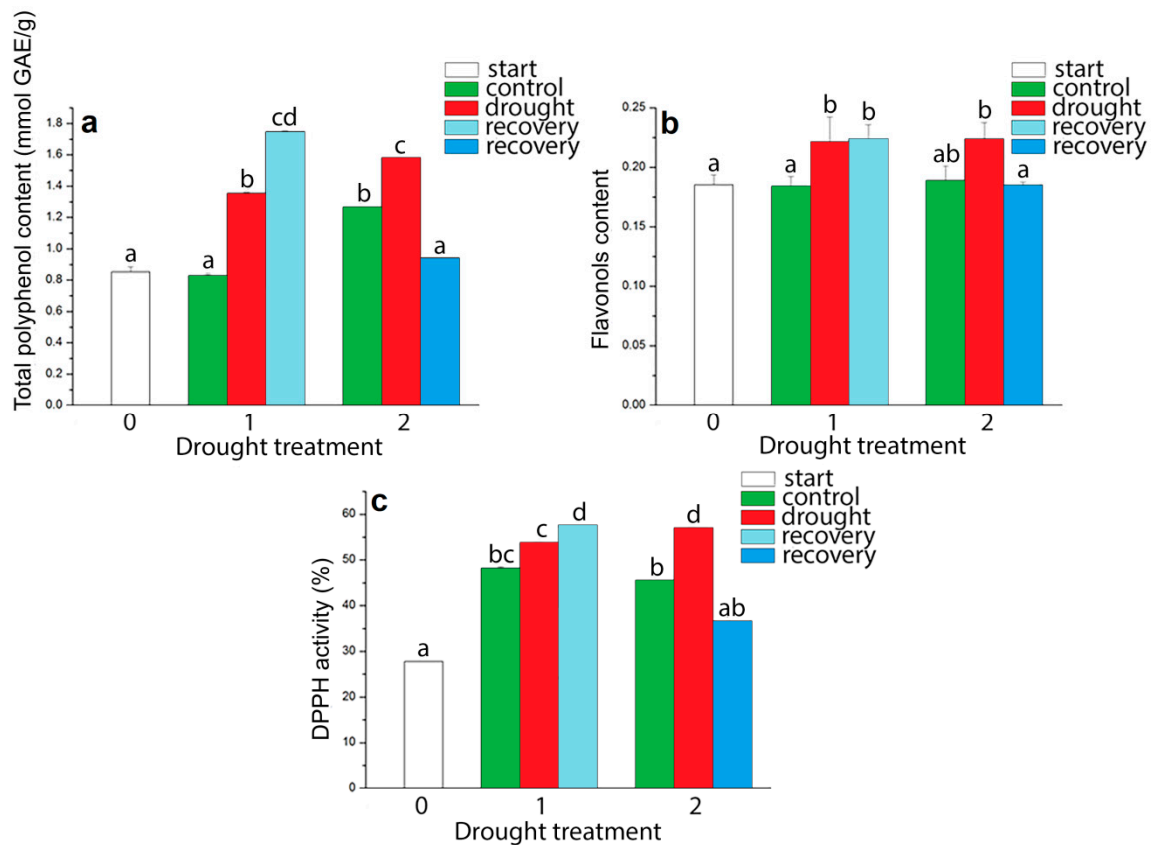 a
Total polyphenol content (mmol GAE/g)
start
control
drought
recovery
recovery
1.8
1.6
1.4
1.2
1.0
0.8
0.6
0.4
0.2
0.0
a
a
b
cd
b
c
a
0
1
2
Drought treatment
b
Flavonols content
start
control
drought
recovery
recovery
0.25
0.20
0.15
0.10
0.05
0.00
a
a
b
b
ab
b
a
0
1
2
Drought treatment
c
DPPH activity (%)
start
control
drought
recovery
recovery
60
50
40
30
20
10
0
a
bc
c
d
b
d
ab
0
1
2
Drought treatment